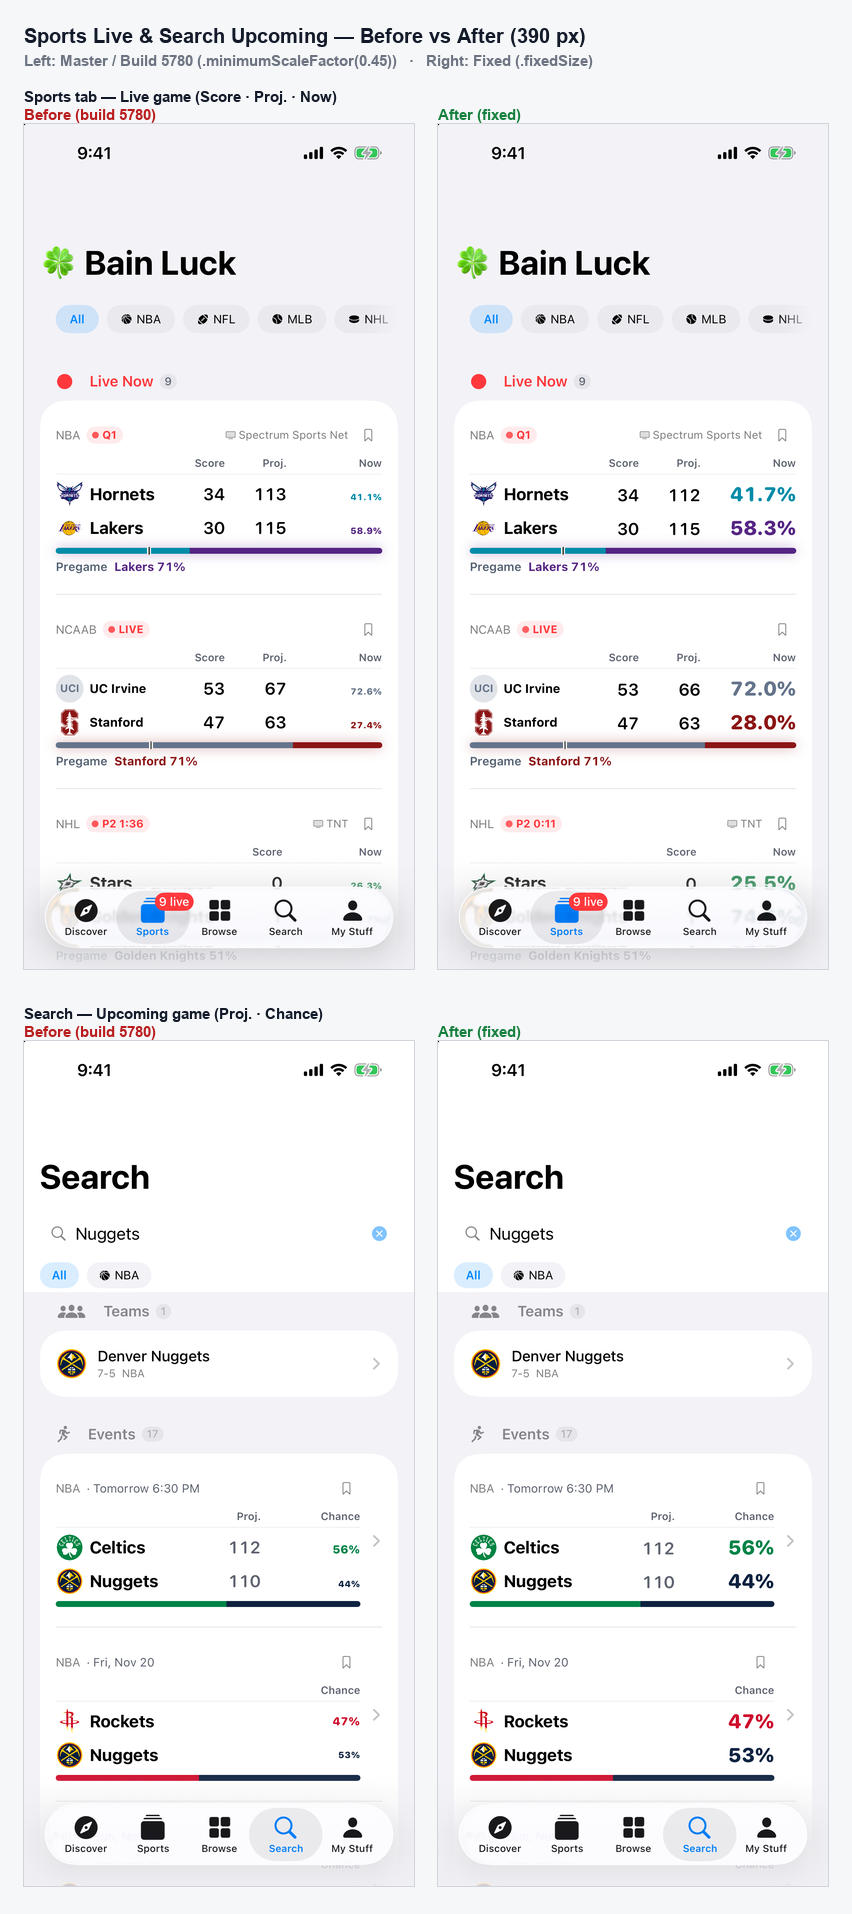 Sports Live & Search Upcoming — Before vs After (390 px)
Left: Master / Build 5780 (.minimumScaleFactor(0.45)) · Right: Fixed (.fixedSize)
Sports tab — Live game (Score · Proj. · Now)
Before (build 5780)
9:41
🍀 Bain Luck
All NBA NFL MLB NHL
Live Now 9
NBA Q1 Spectrum Sports Net
Score Proj. Now
Hornets 34 113 41.1%
Lakers 30 115 58.9%
Pregame Lakers 71%
NCAAB LIVE
Score Proj. Now
UCI UC Irvine 53 67 72.6%
Stanford 47 63 27.4%
Pregame Stanford 71%
NHL P2 1:36 TNT
Score Now
Stars 0 26.3%
9 live
Discover Sports Browse Search My Stuff
Pregame Golden Knights 51%
After (fixed)
9:41
🍀 Bain Luck
All NBA NFL MLB NHL
Live Now 9
NBA Q1 Spectrum Sports Net
Score Proj. Now
Hornets 34 112 41.7%
Lakers 30 115 58.3%
Pregame Lakers 71%
NCAAB LIVE
Score Proj. Now
UCI UC Irvine 53 66 72.0%
Stanford 47 63 28.0%
Pregame Stanford 71%
NHL P2 0:11 TNT
Score Now
Stars 0 25.5%
9 live
Discover Sports Browse Search My Stuff
Pregame Golden Knights 51%
Search — Upcoming game (Proj. · Chance)
Before (build 5780)
9:41
Search
Nuggets
All NBA
Teams 1
Denver Nuggets
7-5 NBA
Events 17
NBA · Tomorrow 6:30 PM
Proj. Chance
Celtics 112 56%
Nuggets 110 44%
NBA · Fri, Nov 20
Chance
Rockets 47%
Nuggets 53%
Discover Sports Browse Search My Stuff
Chance
After (fixed)
9:41
Search
Nuggets
All NBA
Teams 1
Denver Nuggets
7-5 NBA
Events 17
NBA · Tomorrow 6:30 PM
Proj. Chance
Celtics 112 56%
Nuggets 110 44%
NBA · Fri, Nov 20
Chance
Rockets 47%
Nuggets 53%
Discover Sports Browse Search My Stuff
Chance